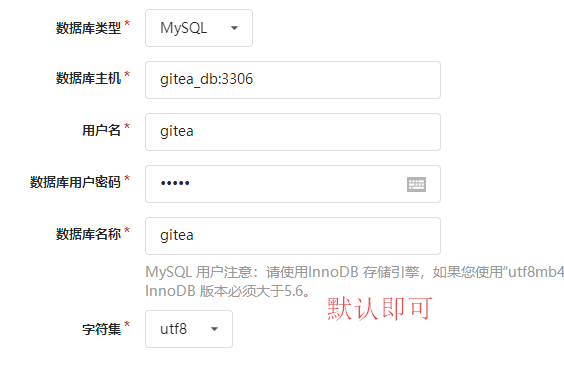 数据库类型* MySQL
数据库主机* gitea_db:3306
用户名* gitea
数据库用户密码* •••••
数据库名称* gitea
MySQL 用户注意：请使用InnoDB 存储引擎，如果您使用“utf8mb4
InnoDB 版本必须大于5.6。
默认即可
字符集* utf8